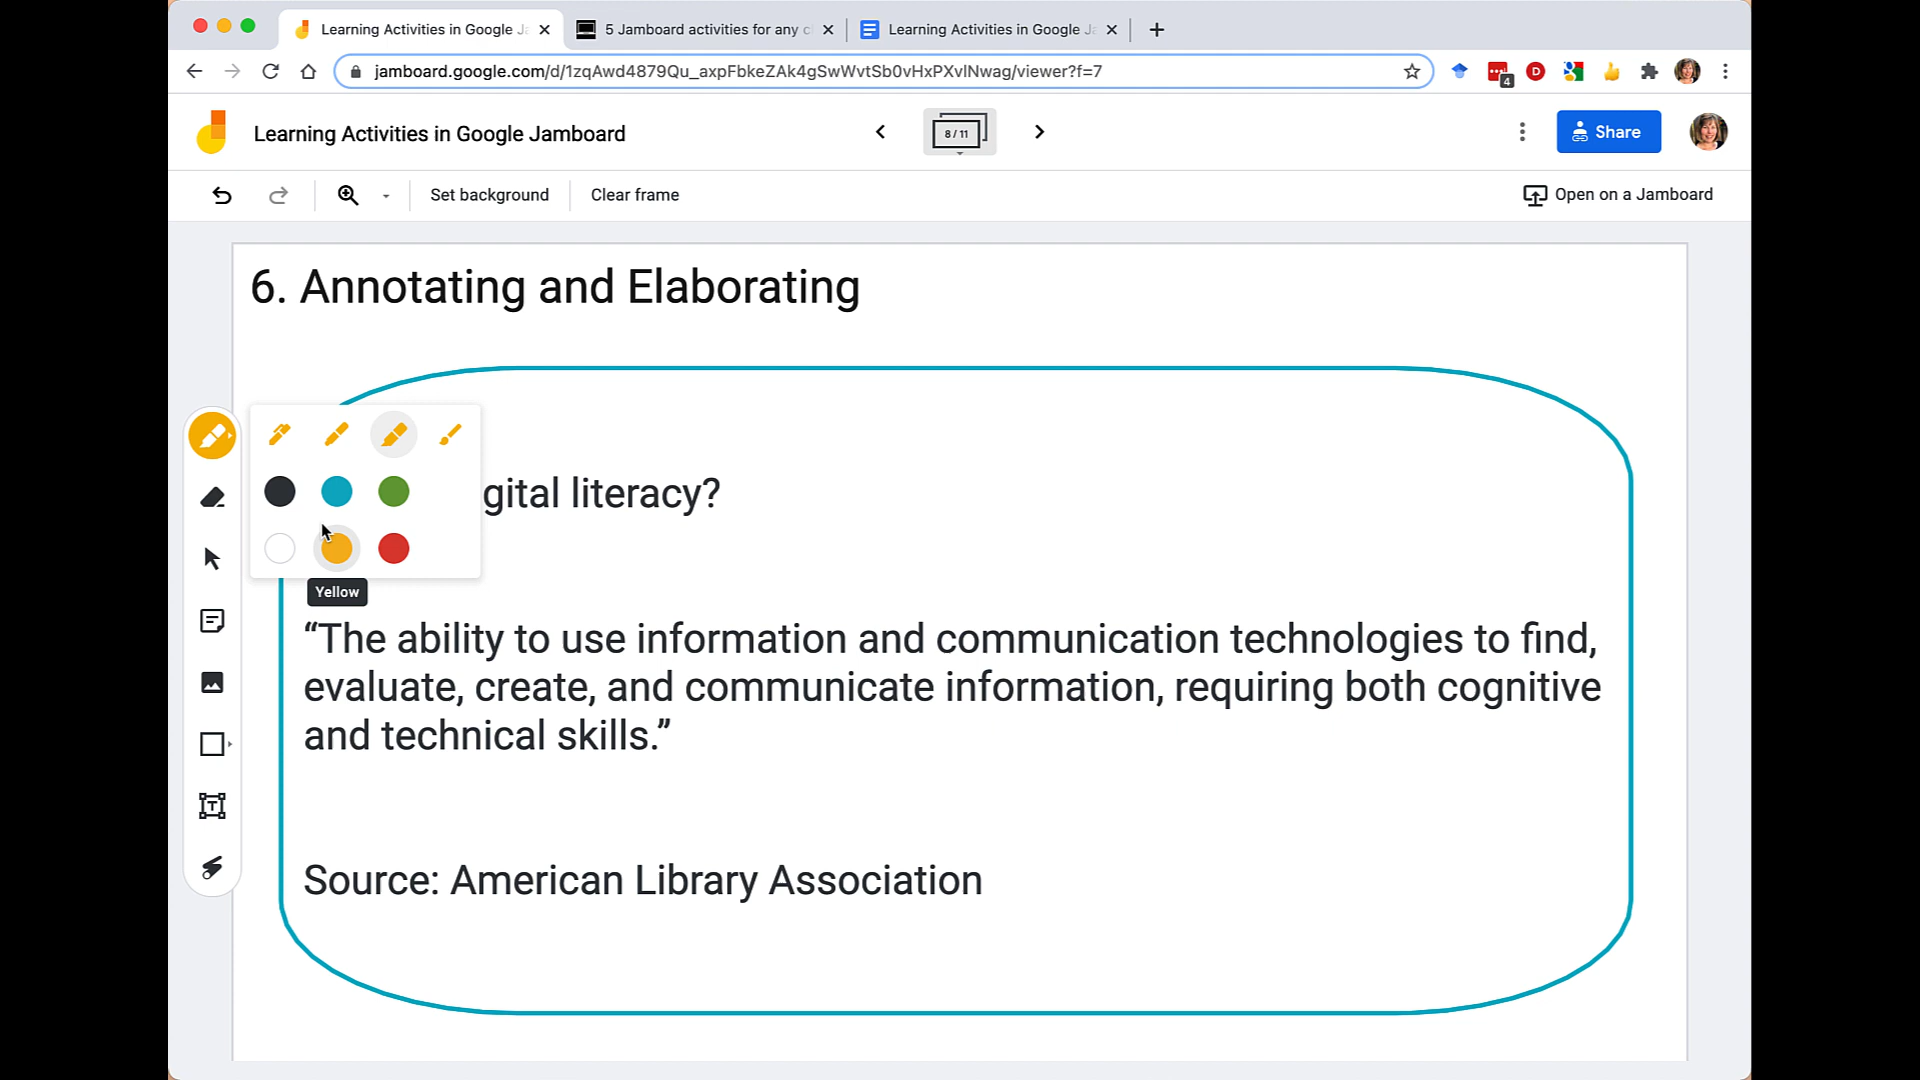 Learning Activities in Google Ja
5 Jamboard activities for any cl
Learning Activities in Google Ja
jamboard.google.com/d/1zqAwd4879Qu_axpFbkeZAk4gSwWvtSb0vHxPXvlNwag/viewer?f=7
4
D
Learning Activities in Google Jamboard
8 / 11
Share
Set background
Clear frame
Open on a Jamboard
6. Annotating and Elaborating
gital literacy?
Yellow
“The ability to use information and communication technologies to find,
evaluate, create, and communicate information, requiring both cognitive
and technical skills.”
Source: American Library Association